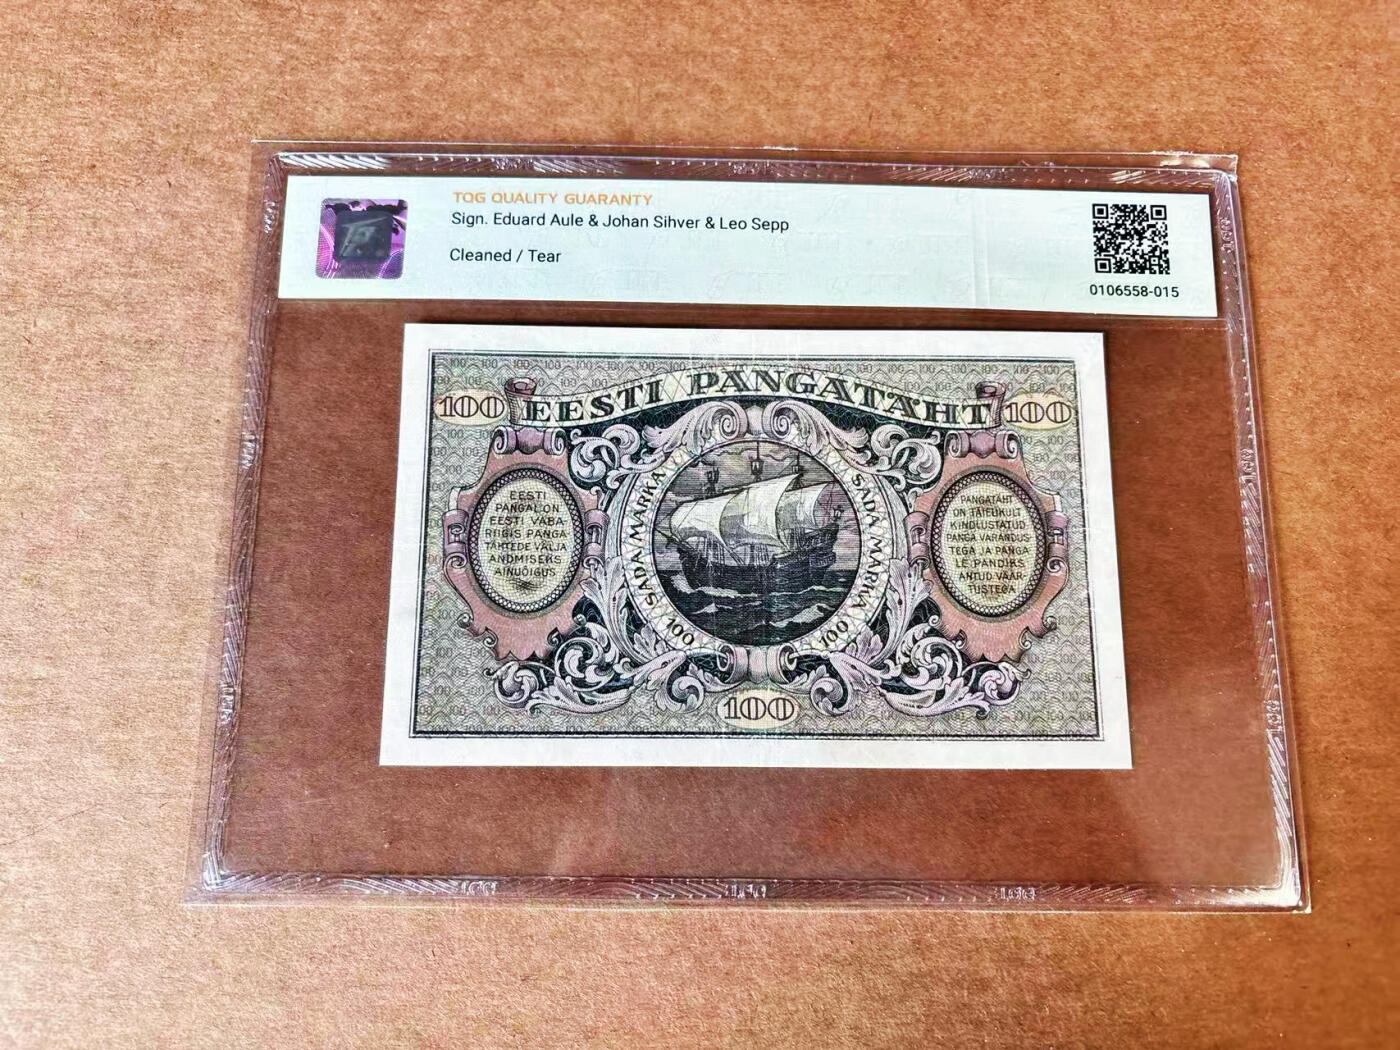 TQG QUALITY GUARANTY
Sign. Eduard Aule & Johan Sihver & Leo Sepp
Cleaned / Tear
0106558-015
EESTI PANGATÄHT
100
100
EESTI
PANGAL ON
EESTI VABA-
RIIGIS PANGA-
TÄHTEDE VÄLJA
ANDMISEKS
AINUÕIGUS
SADA MARKA
100
SADA MARKA
100
PANGATÄHT
ON TÄIELIKULT
KINDLUSTATUD
PANGA VARANDUS-
TEGA JA PANGA-
LE PANDIKS
ANTUD VÄÄR-
TUSTEGA
100